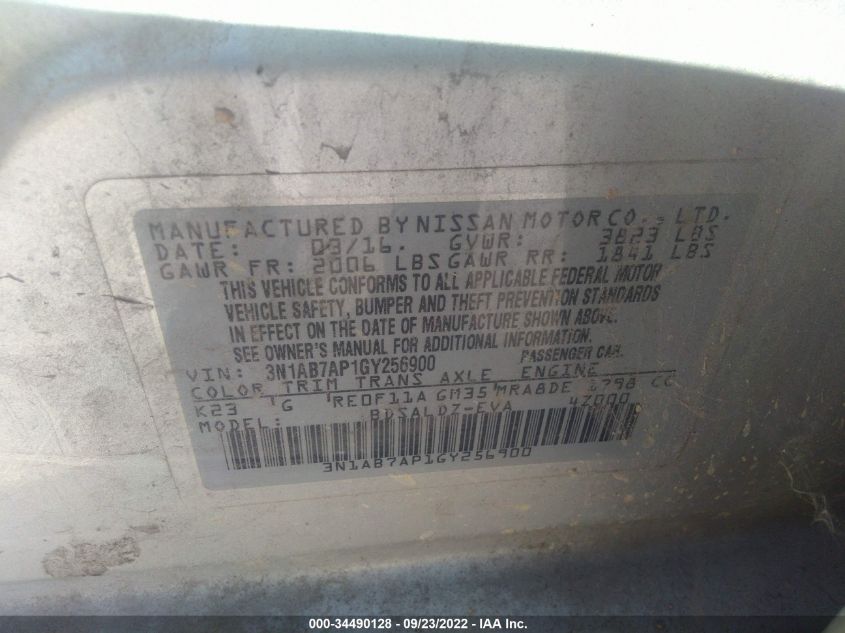 MANUFACTURED BY NISSAN MOTOR CO., LTD.
DATE: 03/16. GVWR: 3823 LBS
GAWR FR: 2006 LBS GAWR RR: 1841 LBS
THIS VEHICLE CONFORMS TO ALL APPLICABLE FEDERAL MOTOR
VEHICLE SAFETY, BUMPER AND THEFT PREVENTION STANDARDS
IN EFFECT ON THE DATE OF MANUFACTURE SHOWN ABOVE.
SEE OWNER'S MANUAL FOR ADDITIONAL INFORMATION.
VIN: 3N1AB7AP1GY256900 PASSENGER CAR.
COLOR TRIM TRANS AXLE ENGINE
K23 G RE0F11A GM35 MRA8DE 1798 CC
MODEL: BDSALDZ-EVA 4Z000
3N1AB7AP1GY256900
000-34490128 - 09/23/2022 - IAA Inc.